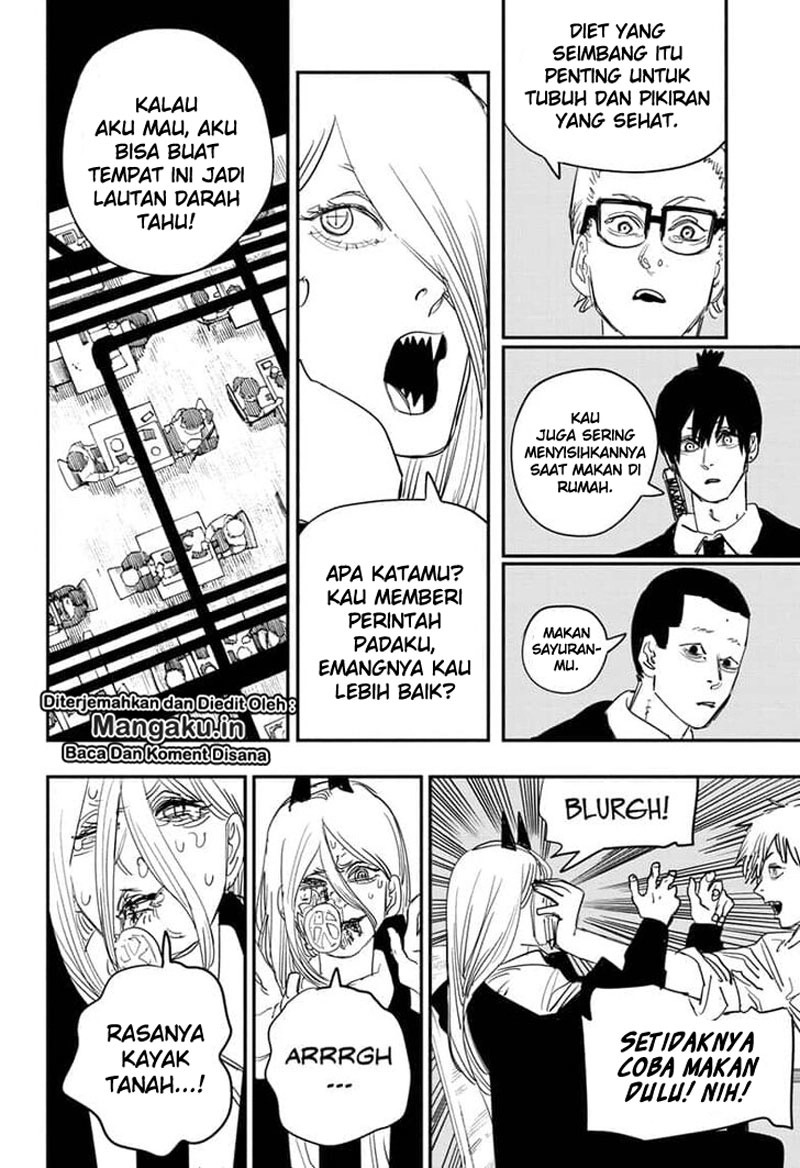 DIET YANG
SEIMBANG ITU
PENTING UNTUK
TUBUH DAN PIKIRAN
YANG SEHAT.
KAU
JUGA SERING
MENYISIHKANNYA
SAAT MAKAN DI
RUMAH.
MAKAN
SAYURAN-
MU.
APA KATAMU?
KAU MEMBERI
PERINTAH
PADAKU,
EMANGNYA KAU
LEBIH BAIK?
KALAU
AKU MAU, AKU
BISA BUAT
TEMPAT INI JADI
LAUTAN DARAH
TAHU!
Diterjemahkan dan Diedit Oleh :
Mangaku.in
Baca Dan Koment Disana
BLURGH!
SETIDAKNYA
COBA MAKAN
DULU! NIH!
ARRRGH
---
RASANYA
KAYAK
TANAH...!